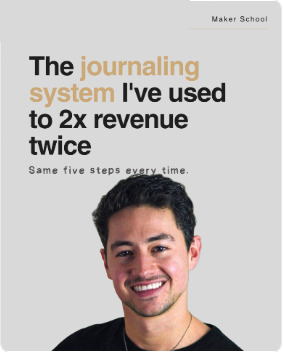 Maker School
The journaling
system I've used
to 2x revenue
twice
Same five steps every time.